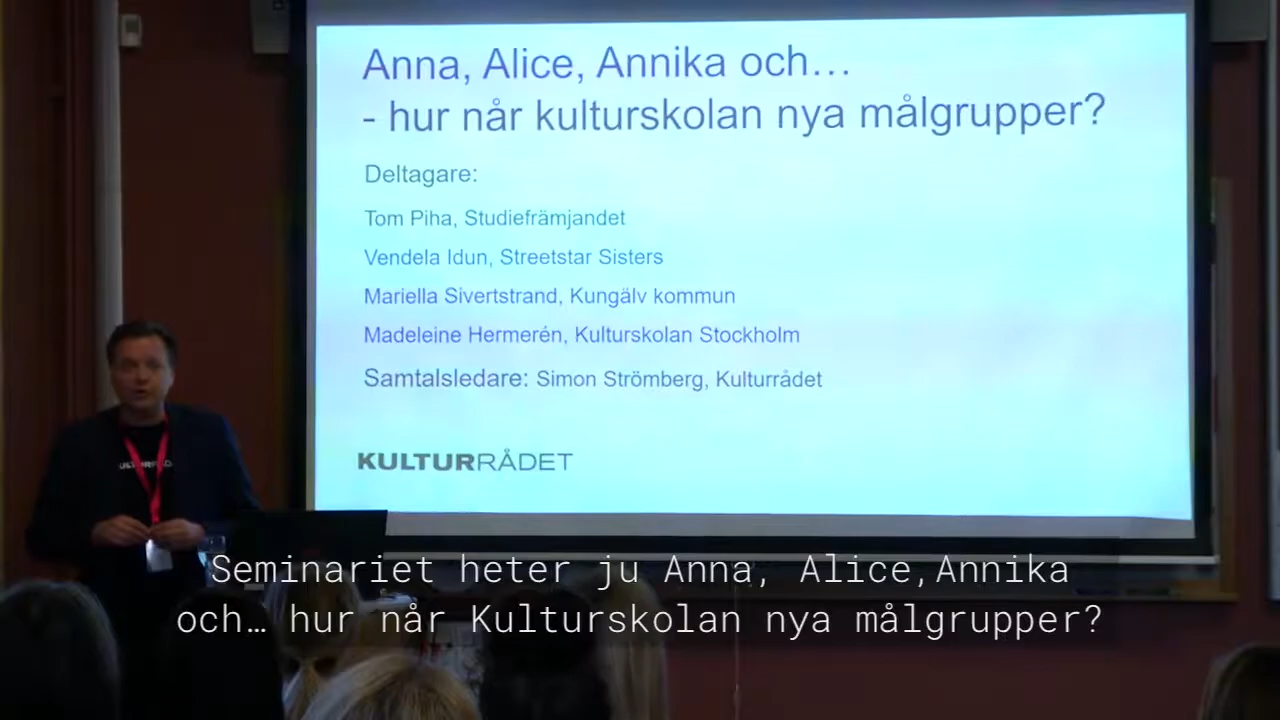 Anna, Alice, Annika och…
- hur når kulturskolan nya målgrupper?
Deltagare:
Tom Piha, Studiefrämjandet
Vendela Idun, Streetstar Sisters
Mariella Sivertstrand, Kungälv kommun
Madeleine Hermerén, Kulturskolan Stockholm
Samtalsledare: Simon Strömberg, Kulturrådet
KULTURRÅDET
Seminariet heter ju Anna, Alice,Annika
och… hur når Kulturskolan nya målgrupper?